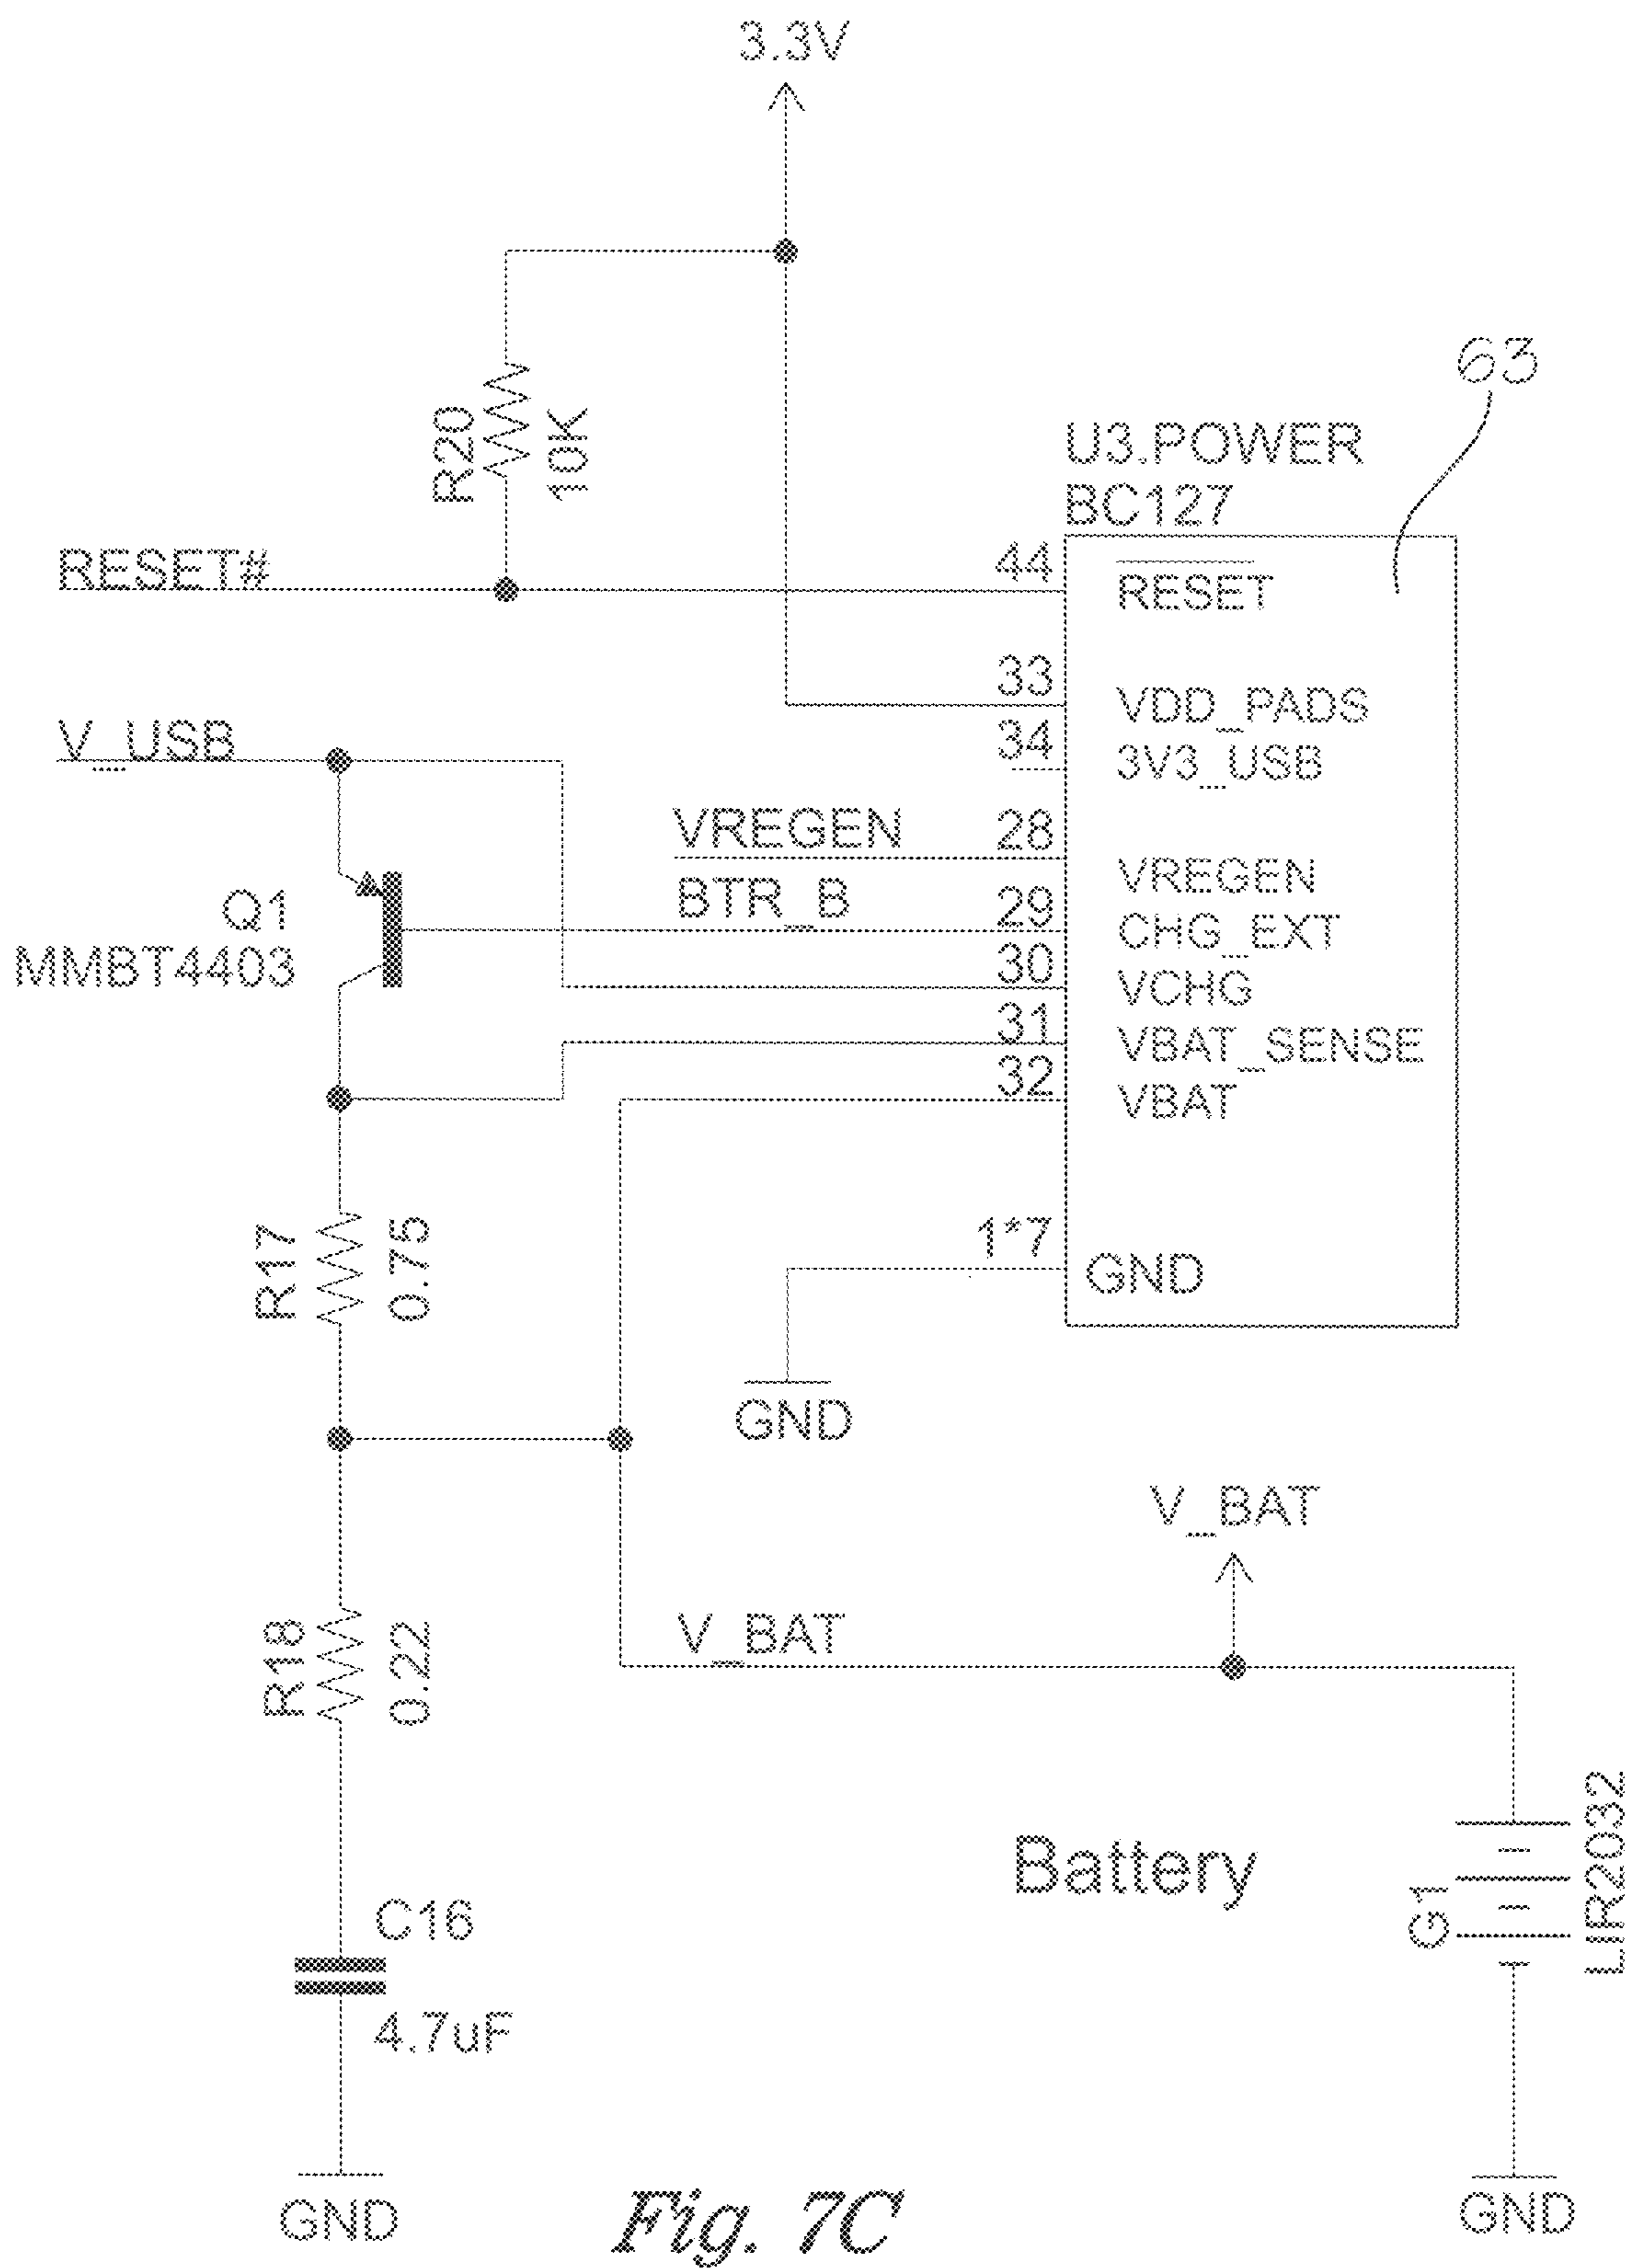 3.3V
63
R20
10K
U3.POWER
BC127
RESET#
44
RESET
33
VDD_PADS
V_USB
34
3V3_USB
VREGEN
28
VREGEN
Q1
MMBT4403
BTR_B
29
CHG_EXT
30
VCHG
31
VBAT_SENSE
32
VBAT
R17
0.75
1*7
GND
GND
V_BAT
R18
0.22
V_BAT
Battery
G1
LIR2032
C16
4.7uF
GND
GND
Fig. 7C